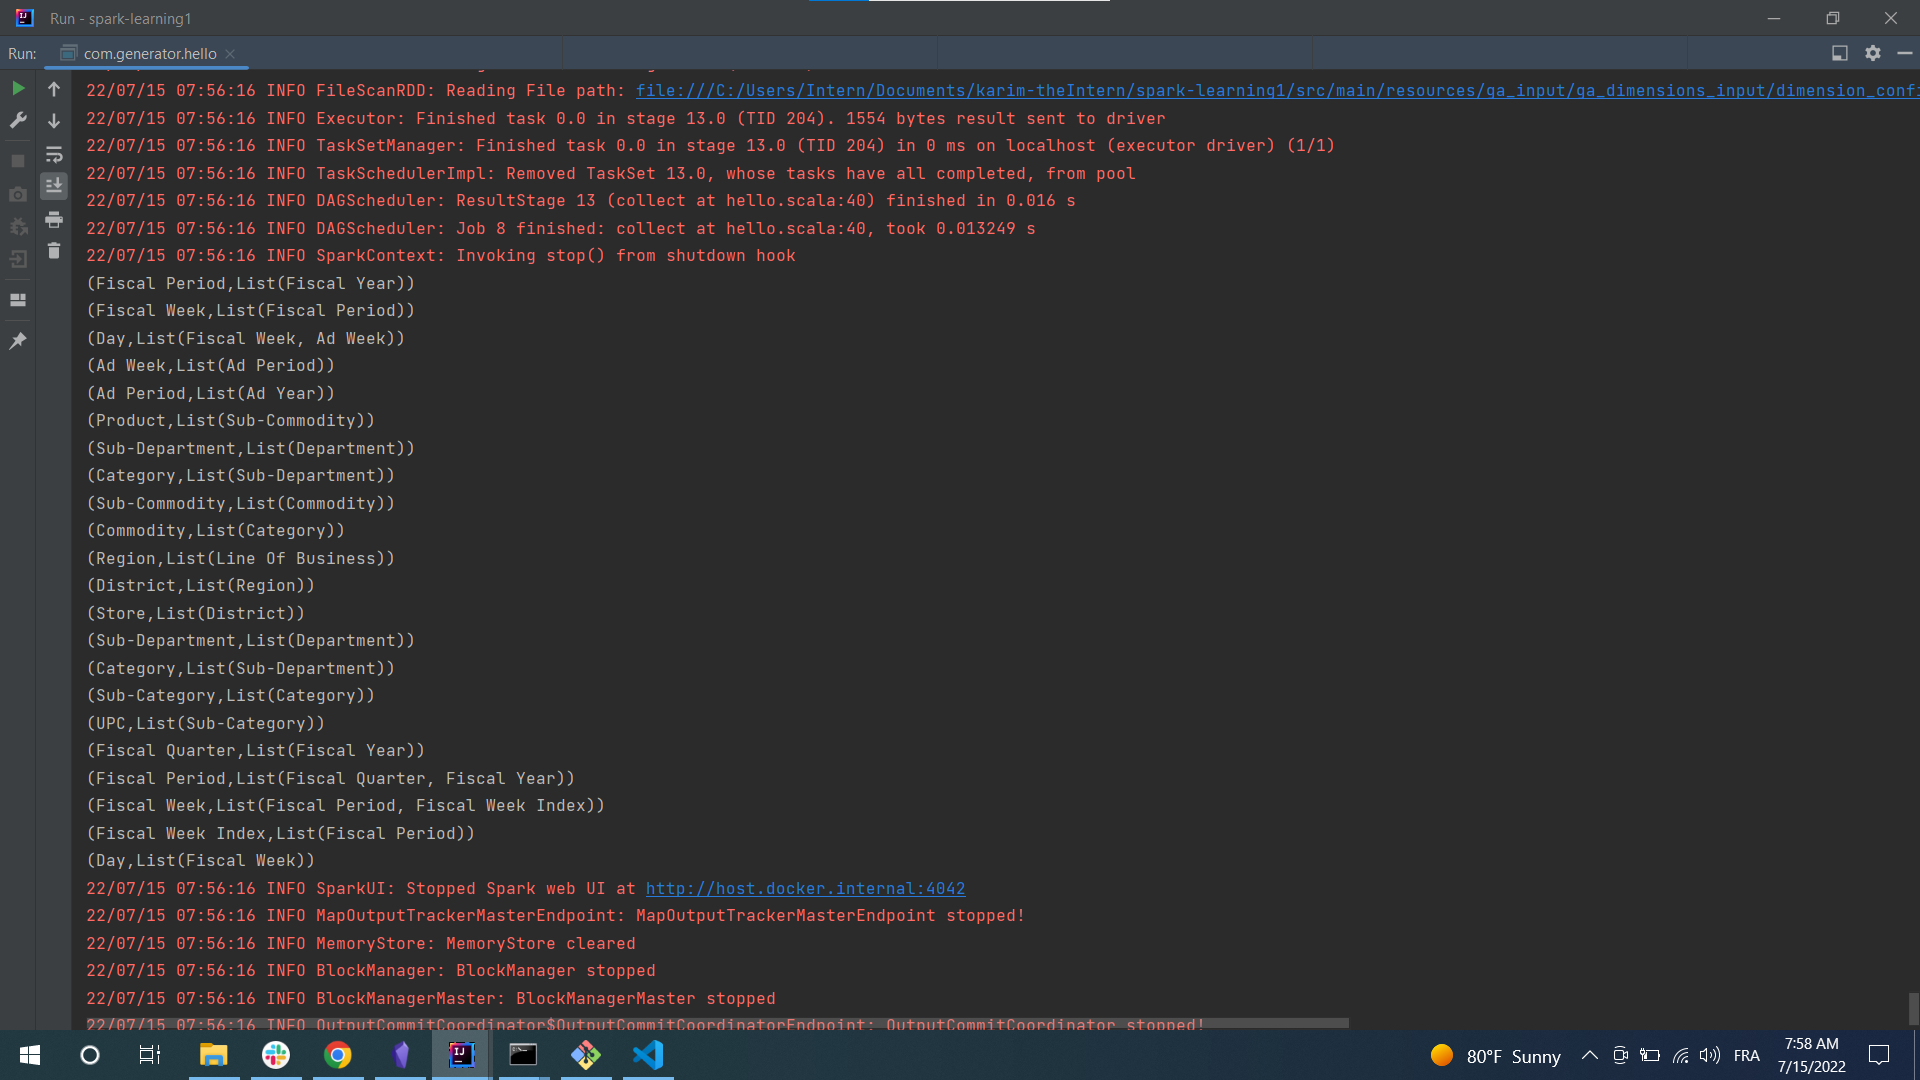 Run - spark-learning1
Run: com.generator.hello
22/07/15 07:56:16 INFO FileScanRDD: Reading File path: file:///C:/Users/Intern/Documents/karim-theIntern/spark-learning1/src/main/resources/qa_input/qa_dimensions_input/dimension_conf
22/07/15 07:56:16 INFO Executor: Finished task 0.0 in stage 13.0 (TID 204). 1554 bytes result sent to driver
22/07/15 07:56:16 INFO TaskSetManager: Finished task 0.0 in stage 13.0 (TID 204) in 0 ms on localhost (executor driver) (1/1)
22/07/15 07:56:16 INFO TaskSchedulerImpl: Removed TaskSet 13.0, whose tasks have all completed, from pool
22/07/15 07:56:16 INFO DAGScheduler: ResultStage 13 (collect at hello.scala:40) finished in 0.016 s
22/07/15 07:56:16 INFO DAGScheduler: Job 8 finished: collect at hello.scala:40, took 0.013249 s
22/07/15 07:56:16 INFO SparkContext: Invoking stop() from shutdown hook
(Fiscal Period,List(Fiscal Year))
(Fiscal Week,List(Fiscal Period))
(Day,List(Fiscal Week, Ad Week))
(Ad Week,List(Ad Period))
(Ad Period,List(Ad Year))
(Product,List(Sub-Commodity))
(Sub-Department,List(Department))
(Category,List(Sub-Department))
(Sub-Commodity,List(Commodity))
(Commodity,List(Category))
(Region,List(Line Of Business))
(District,List(Region))
(Store,List(District))
(Sub-Department,List(Department))
(Category,List(Sub-Department))
(Sub-Category,List(Category))
(UPC,List(Sub-Category))
(Fiscal Quarter,List(Fiscal Year))
(Fiscal Period,List(Fiscal Quarter, Fiscal Year))
(Fiscal Week,List(Fiscal Period, Fiscal Week Index))
(Fiscal Week Index,List(Fiscal Period))
(Day,List(Fiscal Week))
22/07/15 07:56:16 INFO SparkUI: Stopped Spark web UI at http://host.docker.internal:4042
22/07/15 07:56:16 INFO MapOutputTrackerMasterEndpoint: MapOutputTrackerMasterEndpoint stopped!
22/07/15 07:56:16 INFO MemoryStore: MemoryStore cleared
22/07/15 07:56:16 INFO BlockManager: BlockManager stopped
22/07/15 07:56:16 INFO BlockManagerMaster: BlockManagerMaster stopped
22/07/15 07:56:16 INFO OutputCommitCoordinator$OutputCommitCoordinatorEndpoint: OutputCommitCoordinator stopped!
80°F Sunny
FRA
7:58 AM
7/15/2022